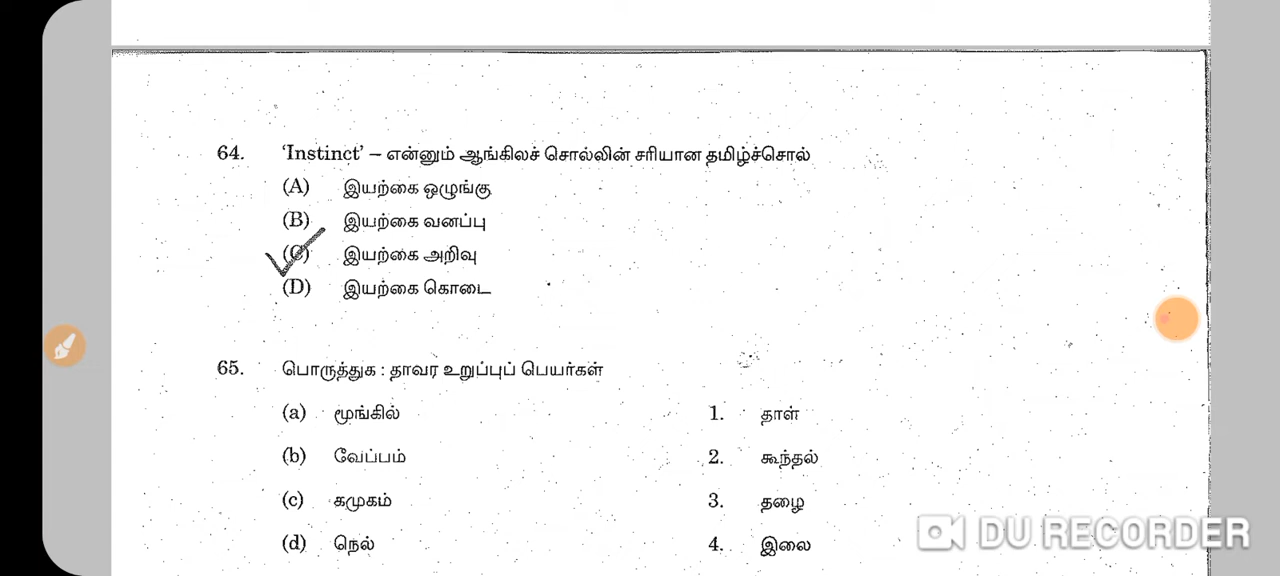 64. 'Instinct' – என்னும் ஆங்கிலச் சொல்லின் சரியான தமிழ்ச்சொல்
(A) இயற்கை ஒழுங்கு
(B) இயற்கை வனப்பு
(C) இயற்கை அறிவு
(D) இயற்கை கொடை
65. பொருத்துக : தாவர உறுப்புப் பெயர்கள்
(a) மூங்கில் 1. தாள்
(b) வேப்பம் 2. கூந்தல்
(c) கமுகம் 3. தழை
(d) நெல் 4. இலை
DU RECORDER